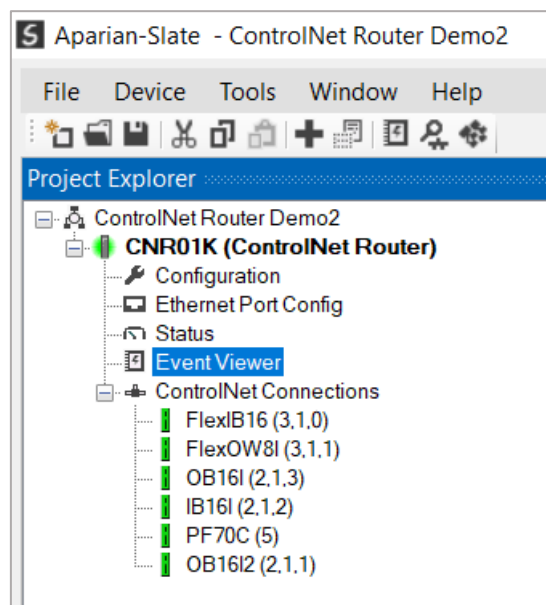 S Aparian-Slate - ControlNet Router Demo2
File Device Tools Window Help
Project Explorer
ControlNet Router Demo2
CNR01K (ControlNet Router)
Configuration
Ethernet Port Config
Status
Event Viewer
ControlNet Connections
FlexIB16 (3,1,0)
FlexOW8I (3,1,1)
OB16I (2,1,3)
IB16I (2,1,2)
PF70C (5)
OB16I2 (2,1,1)